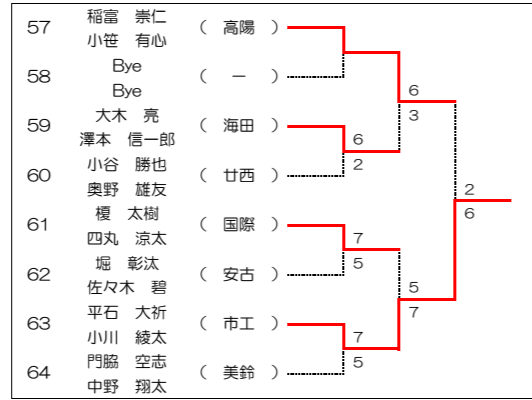 57 稲富 崇仁 小笹 有心 ( 高陽 )
58 Bye Bye ( ー )
6
3
59 大木 亮 澤本 信一郎 ( 海田 )
6
2
60 小谷 勝也 奥野 雄友 ( 廿西 )
2
6
61 榎 太樹 四丸 涼太 ( 国際 )
7
5
62 堀 彰汰 佐々木 碧 ( 安古 )
5
7
63 平石 大祈 小川 綾太 ( 市工 )
7
5
64 門脇 空志 中野 翔太 ( 美鈴 )